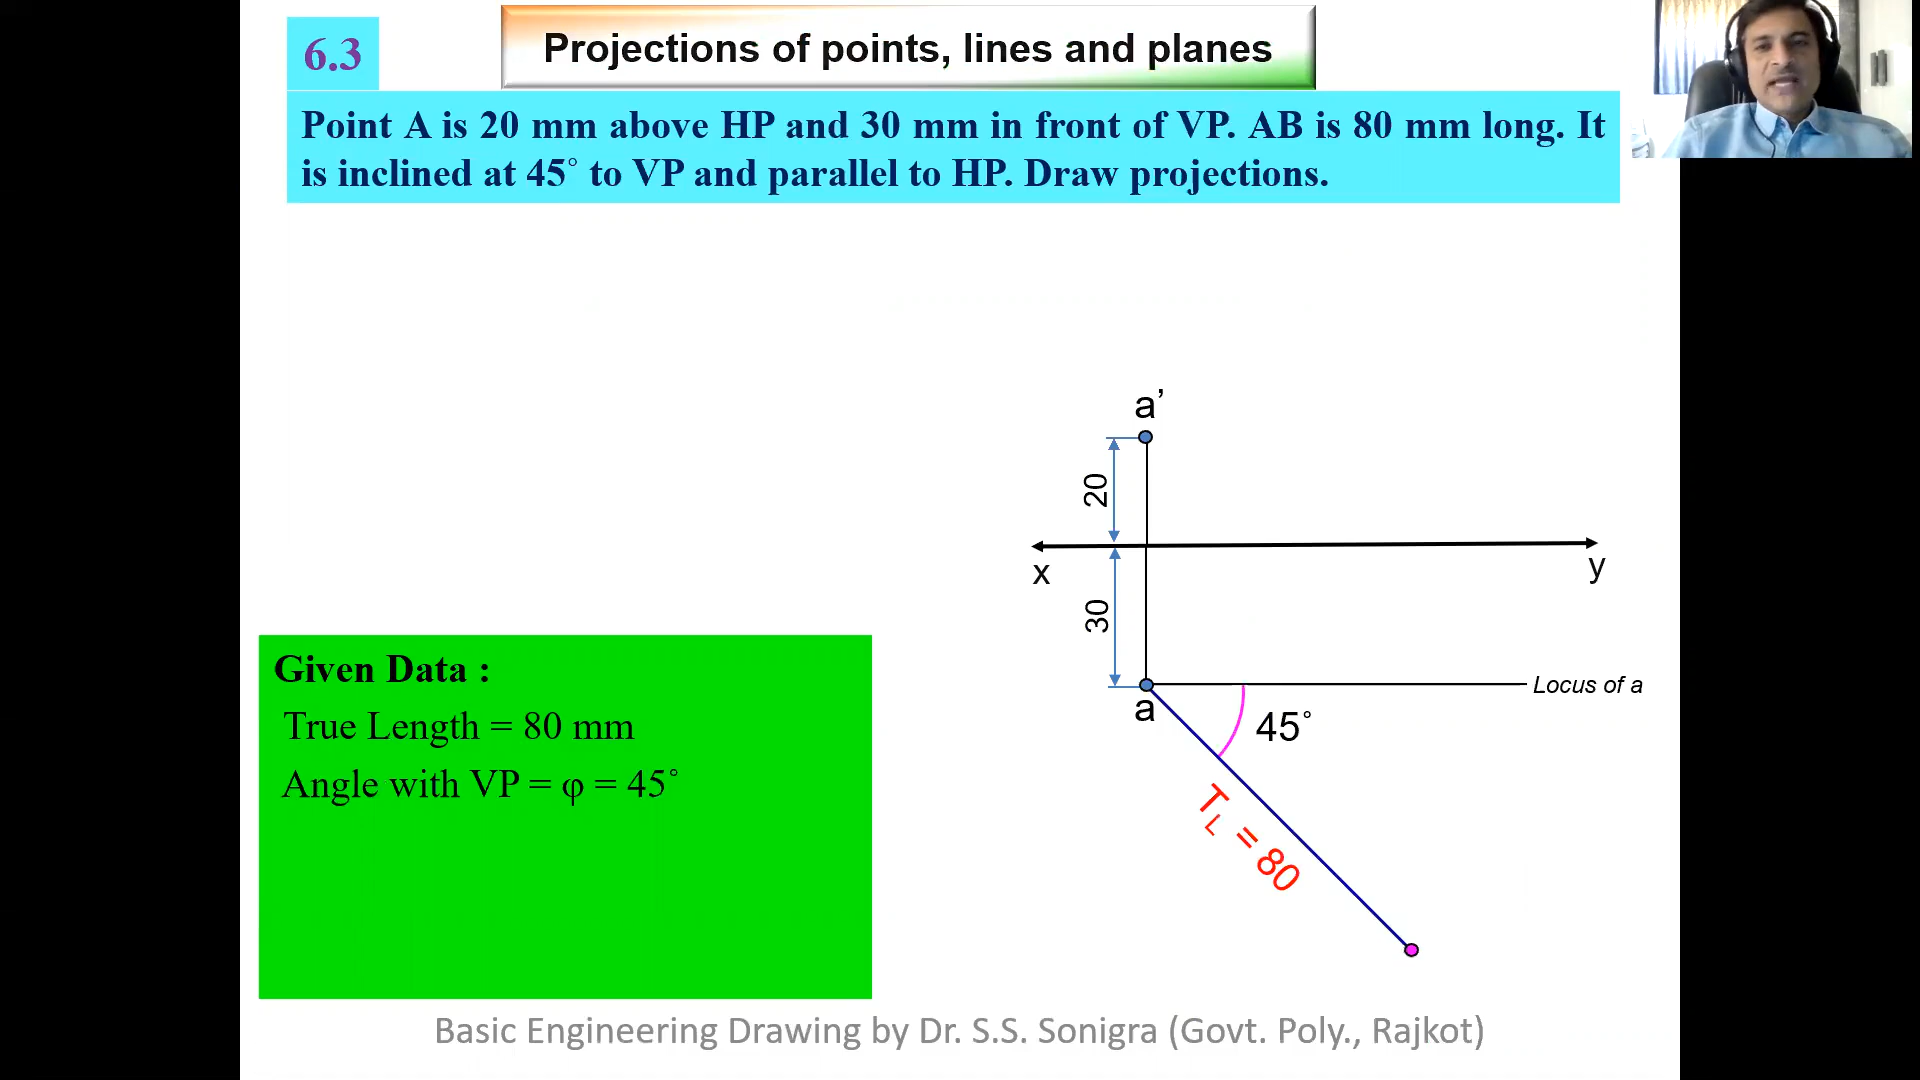 6.3
Projections of points, lines and planes
Point A is 20 mm above HP and 30 mm in front of VP. AB is 80 mm long. It
is inclined at 45° to VP and parallel to HP. Draw projections.
a’
20
x
y
30
Locus of a
a
45°
TL = 80
Given Data :
True Length = 80 mm
Angle with VP = φ = 45°
Basic Engineering Drawing by Dr. S.S. Sonigra (Govt. Poly., Rajkot)